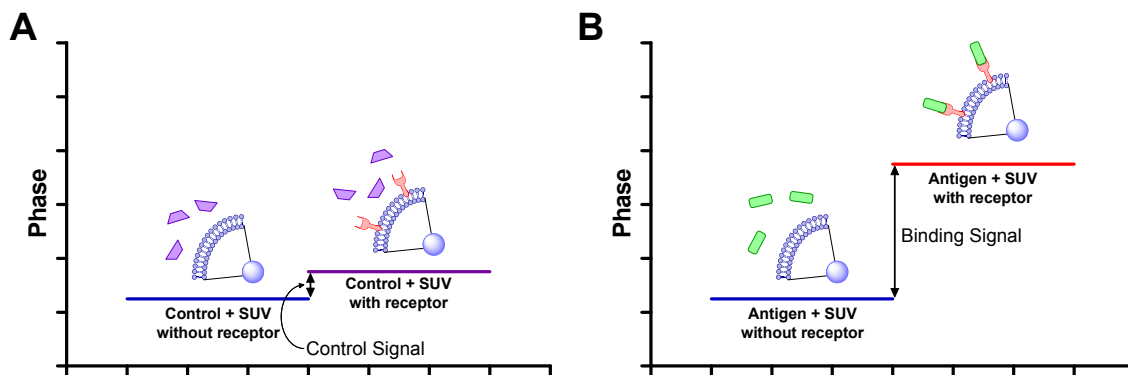 A
Phase
Control + SUV
without receptor
Control + SUV
with receptor
Control Signal
B
Phase
Antigen + SUV
without receptor
Antigen + SUV
with receptor
Binding Signal